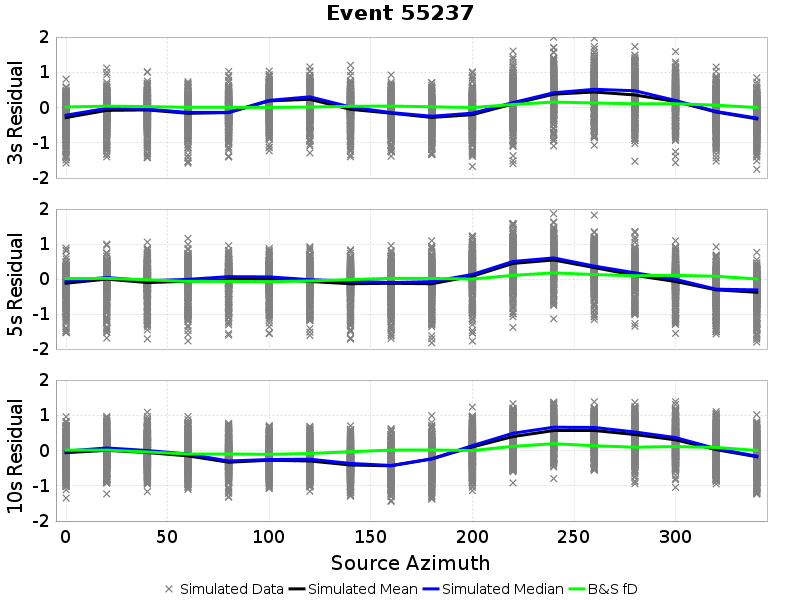 Event 55237
2
1
0
-1
-2
3s Residual
2
1
0
-1
-2
5s Residual
2
1
0
-1
-2
10s Residual
0 50 100 150 200 250 300
Source Azimuth
× Simulated Data Simulated Mean Simulated Median B&S fD